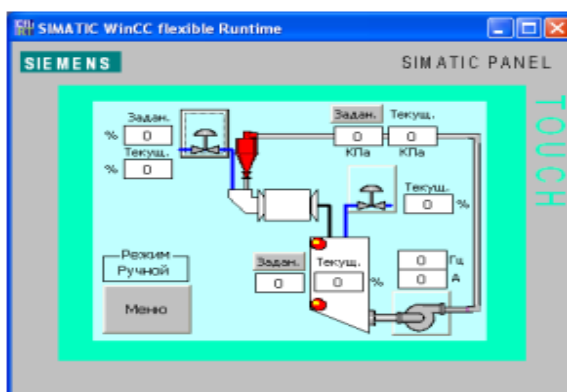 SIMATIC WinCC flexible Runtime
SIEMENS
SIMATIC PANEL
TOUCH
Задан.
% 0
Текущ.
% 0
Задан. Текущ.
0 0
КПа КПа
Текущ.
0 %
Режим
Ручной
Меню
Задан. Текущ.
0 0 %
0 Гц
0 А